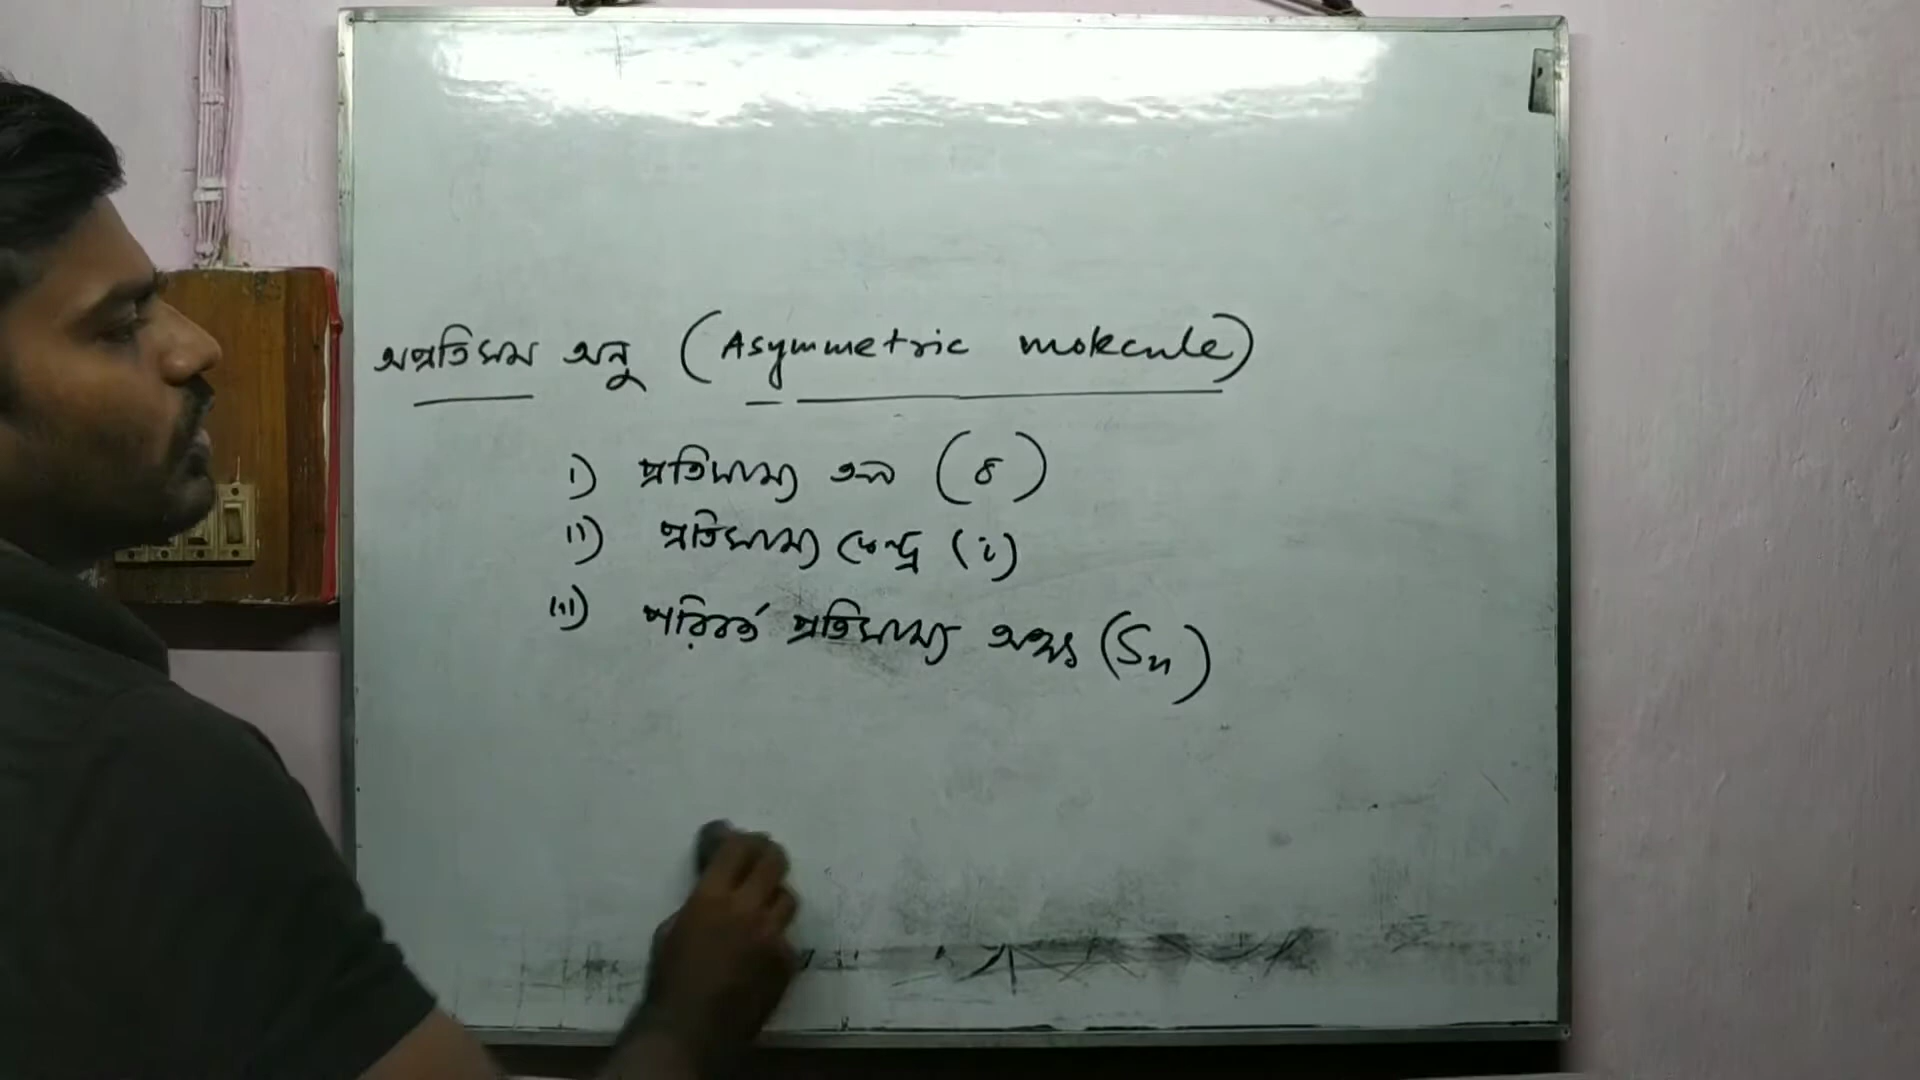 অপ্রতিসম অনু (Asymmetric molecule)
i) প্রতিসাম্য তল (σ)
ii) প্রতিসাম্য কেন্দ্র (i)
iii) পরিবর্ত প্রতিসাম্য অক্ষ (Sn)